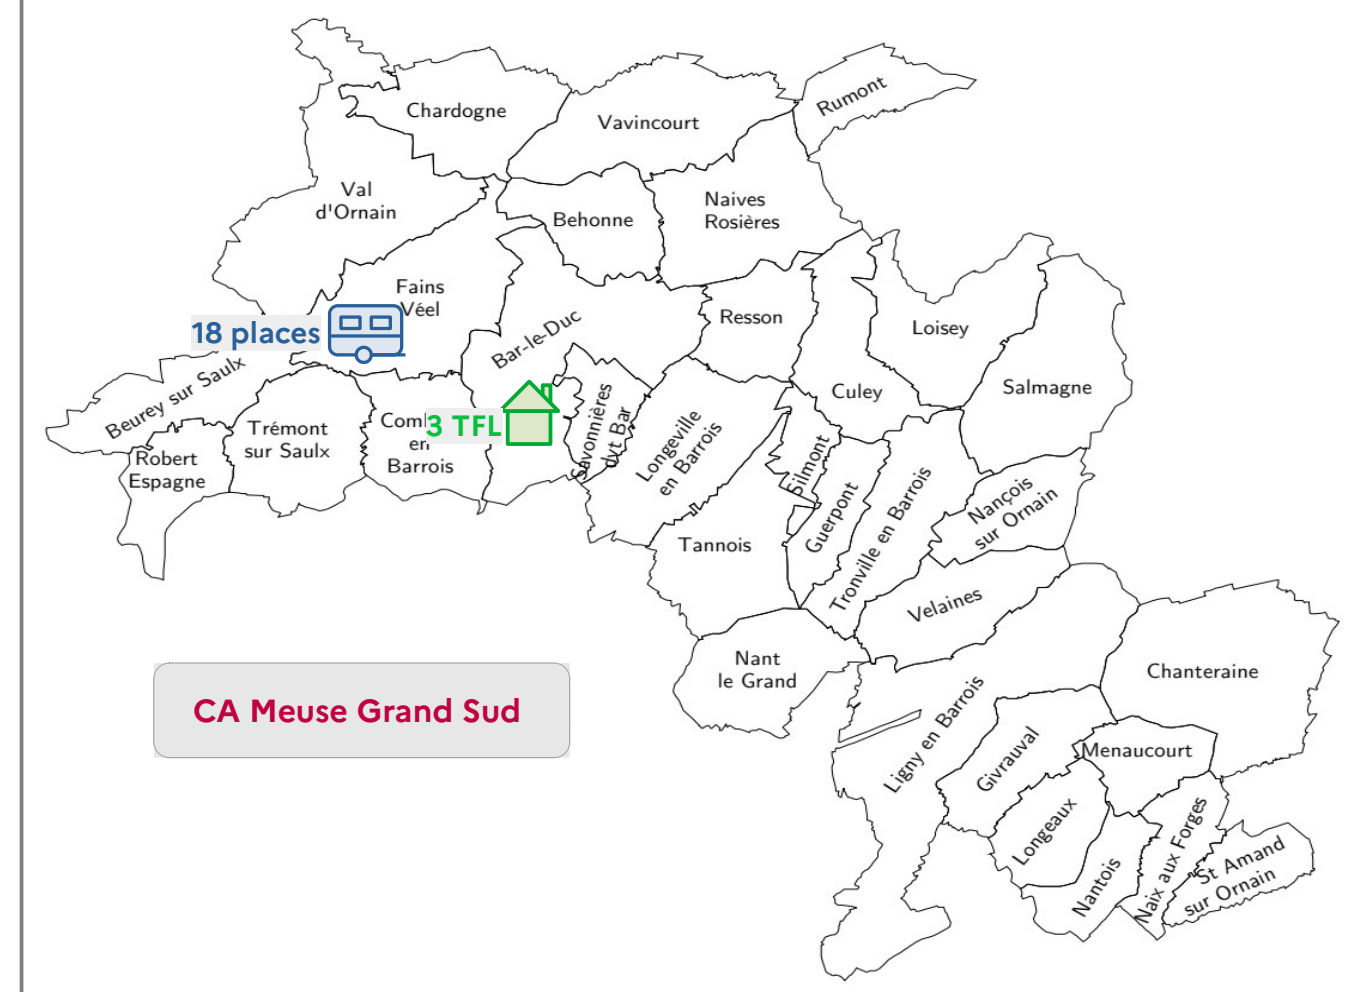 Chardogne
Vavincourt
Rumont
Val
d'Ornain
Behonne
Naives
Rosières
Fains
Véel
18 places
Bar-le-Duc
Resson
Loisey
Culey
Salmagne
Beurey sur Saulx
Trémont
sur Saulx
Robert
Espagne
3 TFL
en
Barrois
Savonnières
dvt Bar
Longeville
en Barrois
Silmont
Guerpont
Tronville en Barrois
Nançois
sur Ornain
Tannois
Velaines
Nant
le Grand
CA Meuse Grand Sud
Ligny en Barrois
Chanteraine
Givrauval
Menaucourt
Longeaux
Nantois
Naix aux Forges
St Amand
sur Ornain